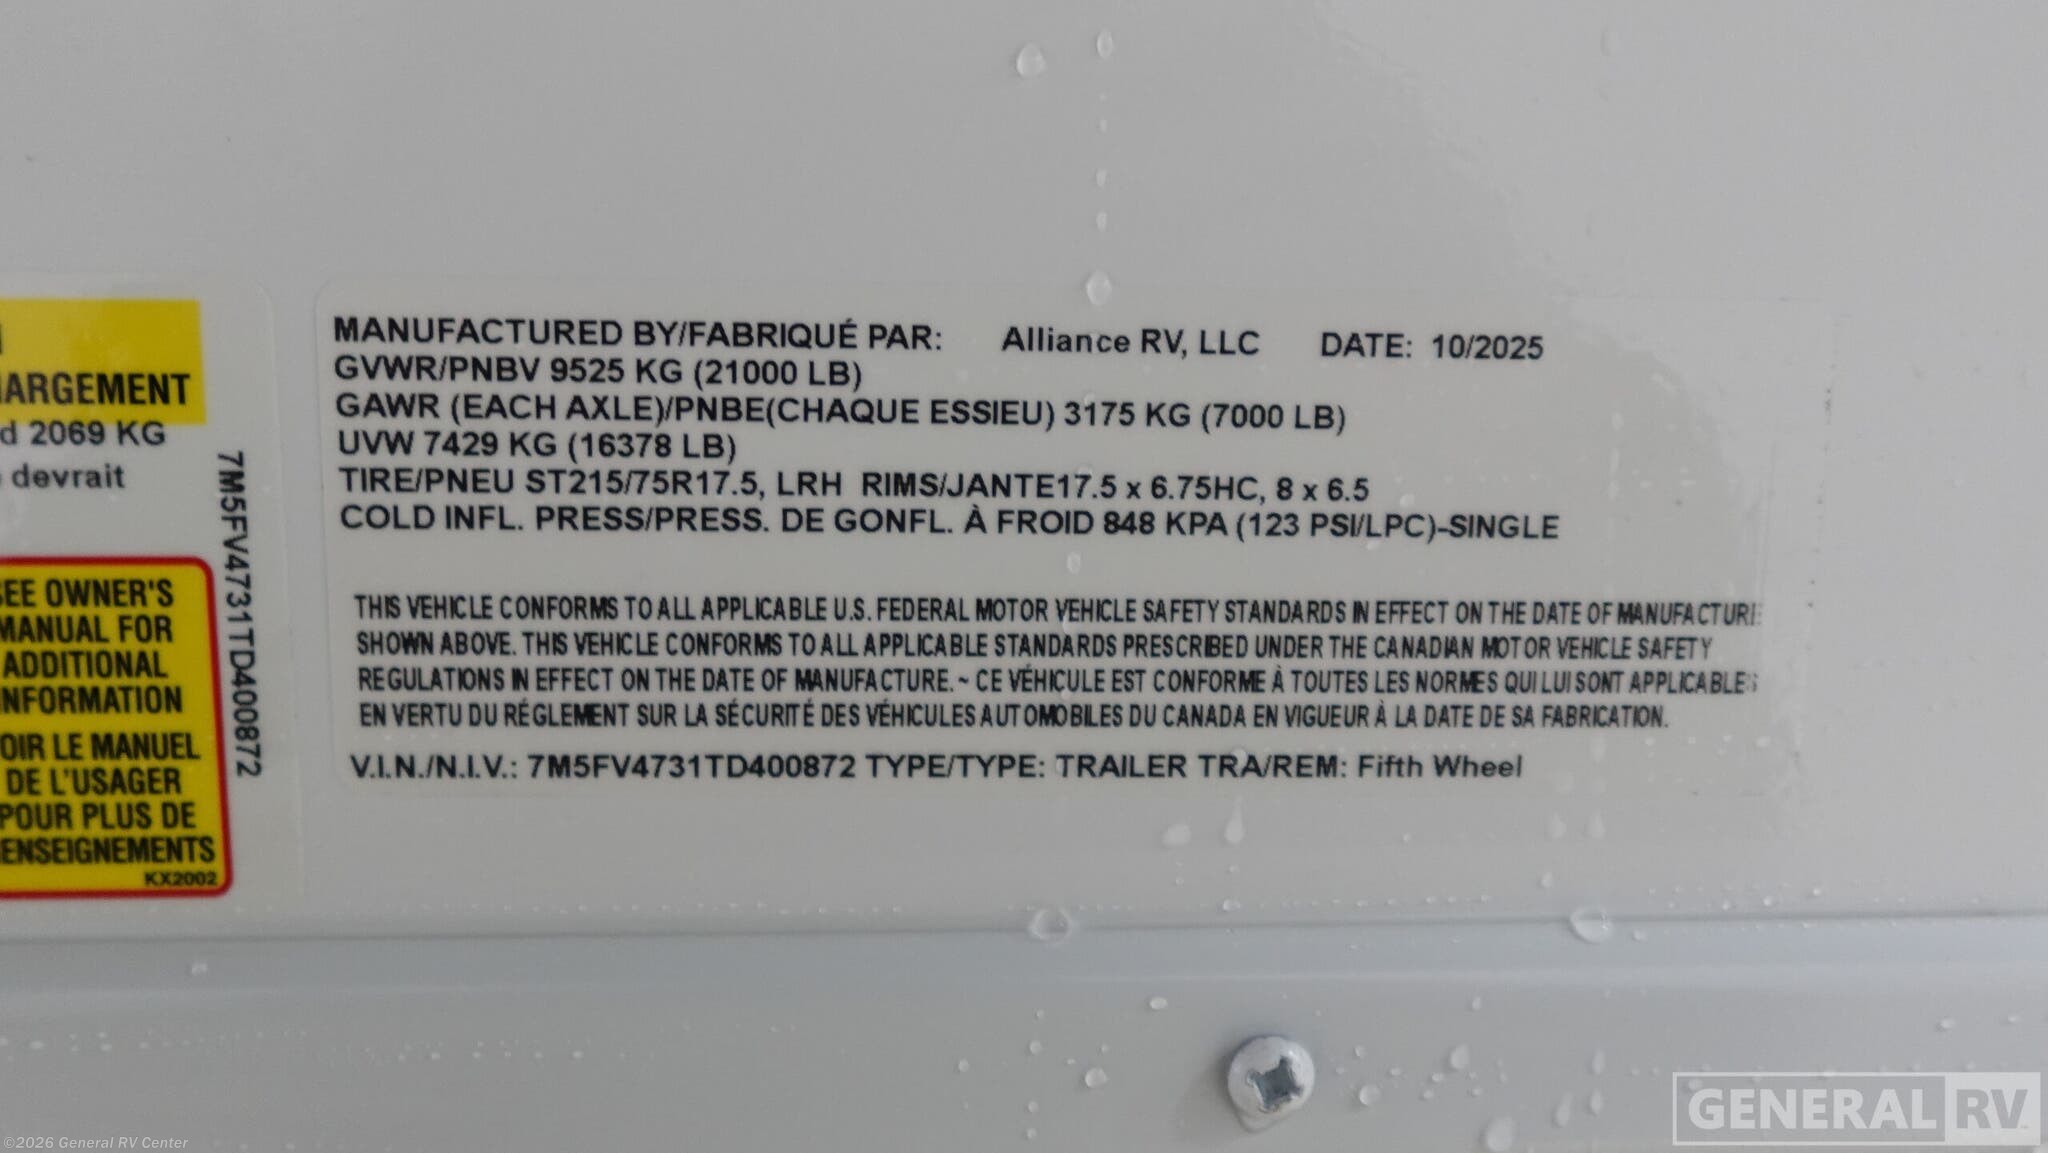 ARGEMENT
d 2069 KG
devrait
7M5FV4731TD400872
SEE OWNER'S
MANUAL FOR
ADDITIONAL
INFORMATION
OIR LE MANUEL
DE L'USAGER
POUR PLUS DE
ENSEIGNEMENTS
KX2002
MANUFACTURED BY/FABRIQUÉ PAR: Alliance RV, LLC DATE: 10/2025
GVWR/PNBV 9525 KG (21000 LB)
GAWR (EACH AXLE)/PNBE(CHAQUE ESSIEU) 3175 KG (7000 LB)
UVW 7429 KG (16378 LB)
TIRE/PNEU ST215/75R17.5, LRH RIMS/JANTE17.5 x 6.75HC, 8 x 6.5
COLD INFL. PRESS/PRESS. DE GONFL. À FROID 848 KPA (123 PSI/LPC)-SINGLE
THIS VEHICLE CONFORMS TO ALL APPLICABLE U.S. FEDERAL MOTOR VEHICLE SAFETY STANDARDS IN EFFECT ON THE DATE OF MANUFACTURE
SHOWN ABOVE. THIS VEHICLE CONFORMS TO ALL APPLICABLE STANDARDS PRESCRIBED UNDER THE CANADIAN MOTOR VEHICLE SAFETY
REGULATIONS IN EFFECT ON THE DATE OF MANUFACTURE. ~ CE VÉHICULE EST CONFORME À TOUTES LES NORMES QUI LUI SONT APPLICABLES
EN VERTU DU RÉGLEMENT SUR LA SÉCURITÉ DES VÉHICULES AUTOMOBILES DU CANADA EN VIGUEUR À LA DATE DE SA FABRICATION.
V.I.N./N.I.V.: 7M5FV4731TD400872 TYPE/TYPE: TRAILER TRA/REM: Fifth Wheel
GENERAL RV
©2026 General RV Center